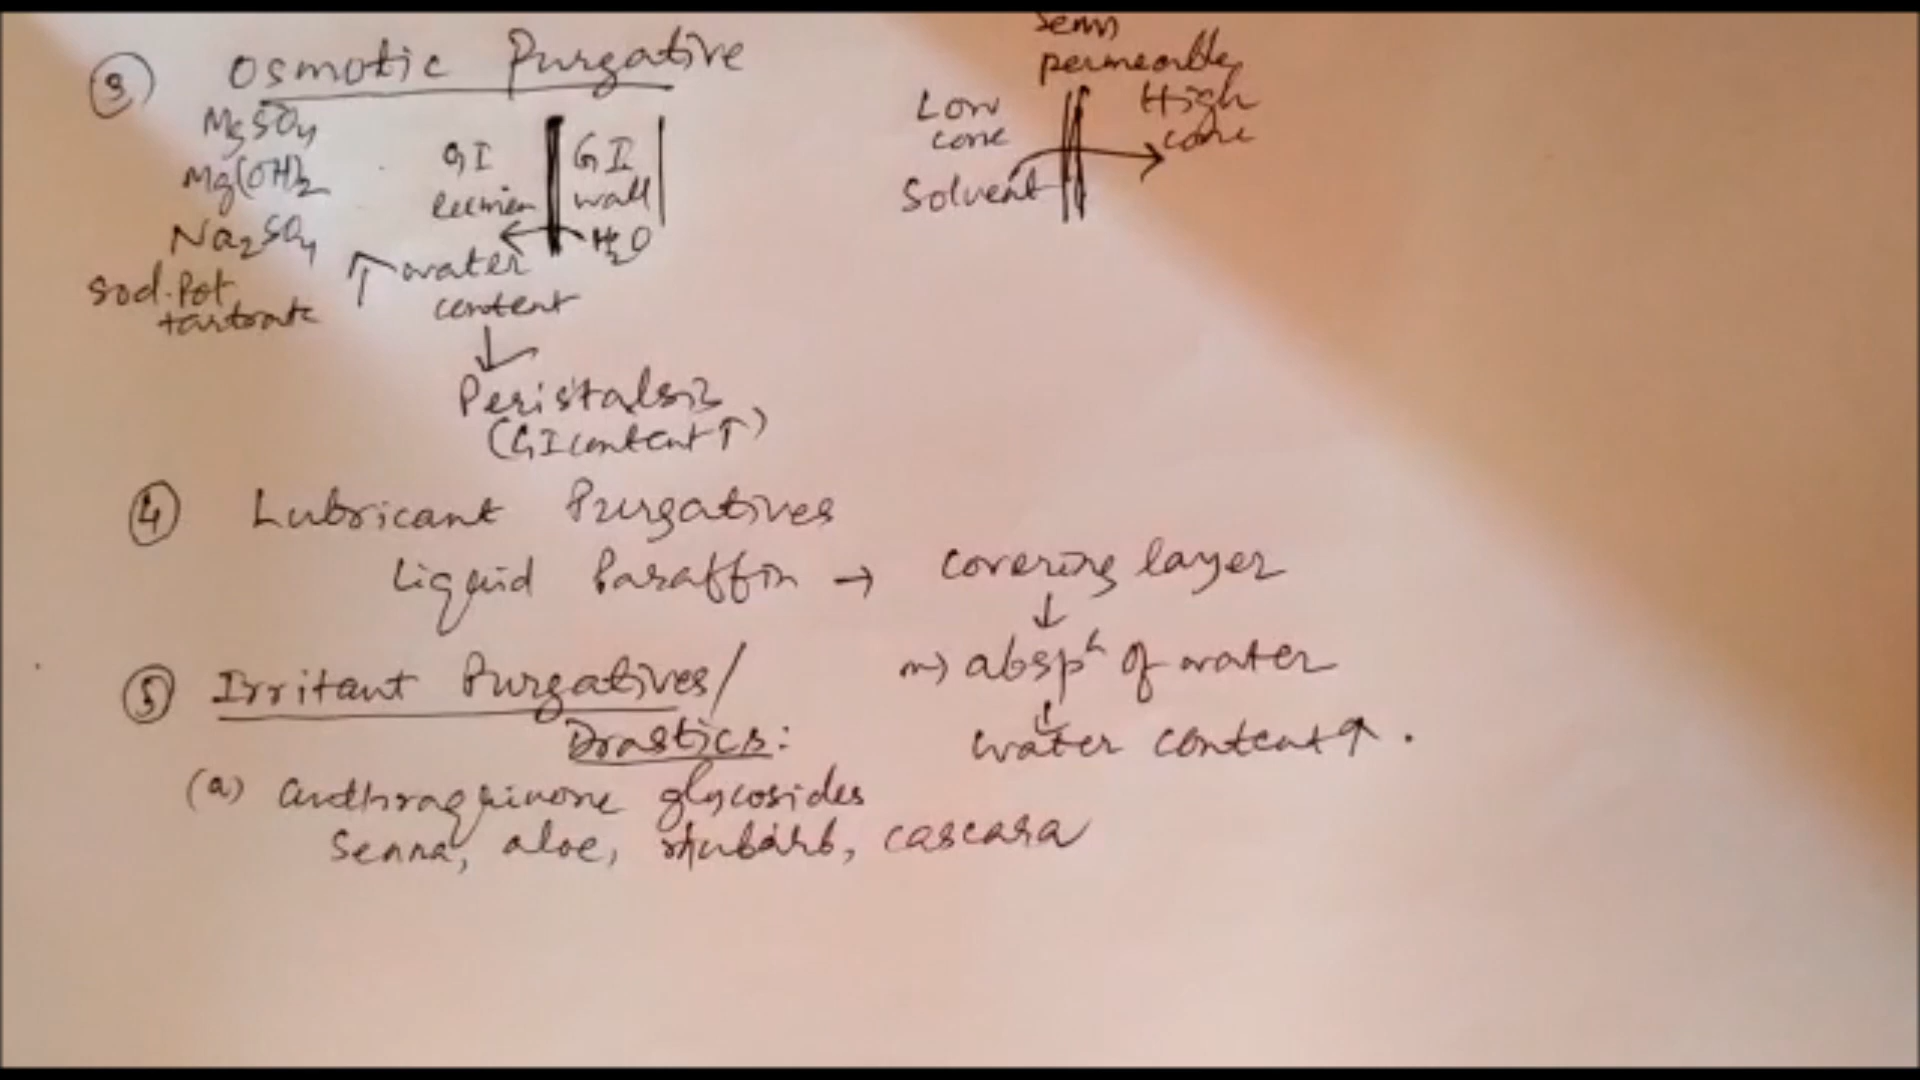 ③ Osmotic Purgative
MgSO4
Mg(OH)2
Na2SO4
Sod. Pot
tartrate
GI
lumen
GI
wall
H2O
↑ water
content
↓
Peristalsis
(GI content ↑)
Semi
permeable
Low
conc
High
conc
Solvent
④ Lubricant Purgatives
Liquid Paraffin → covering layer
↓
abspn of water
↓
water content ↑.
⑤ Irritant Purgatives/
Drastics:
(a) anthraquinone glycosides
Senna, aloe, rhubarb, cascara